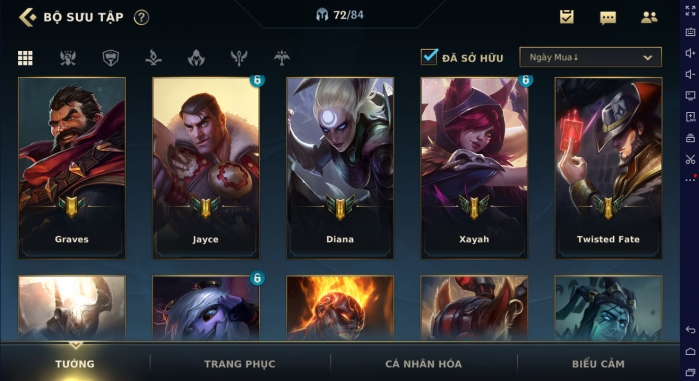 BỘ SƯU TẬP ?
72/84
ĐÃ SỞ HỮU
Ngày Mua↓
6
6
Graves
Jayce
Diana
Xayah
Twisted Fate
6
TƯỚNG
TRANG PHỤC
CÁ NHÂN HÓA
BIỂU CẢM